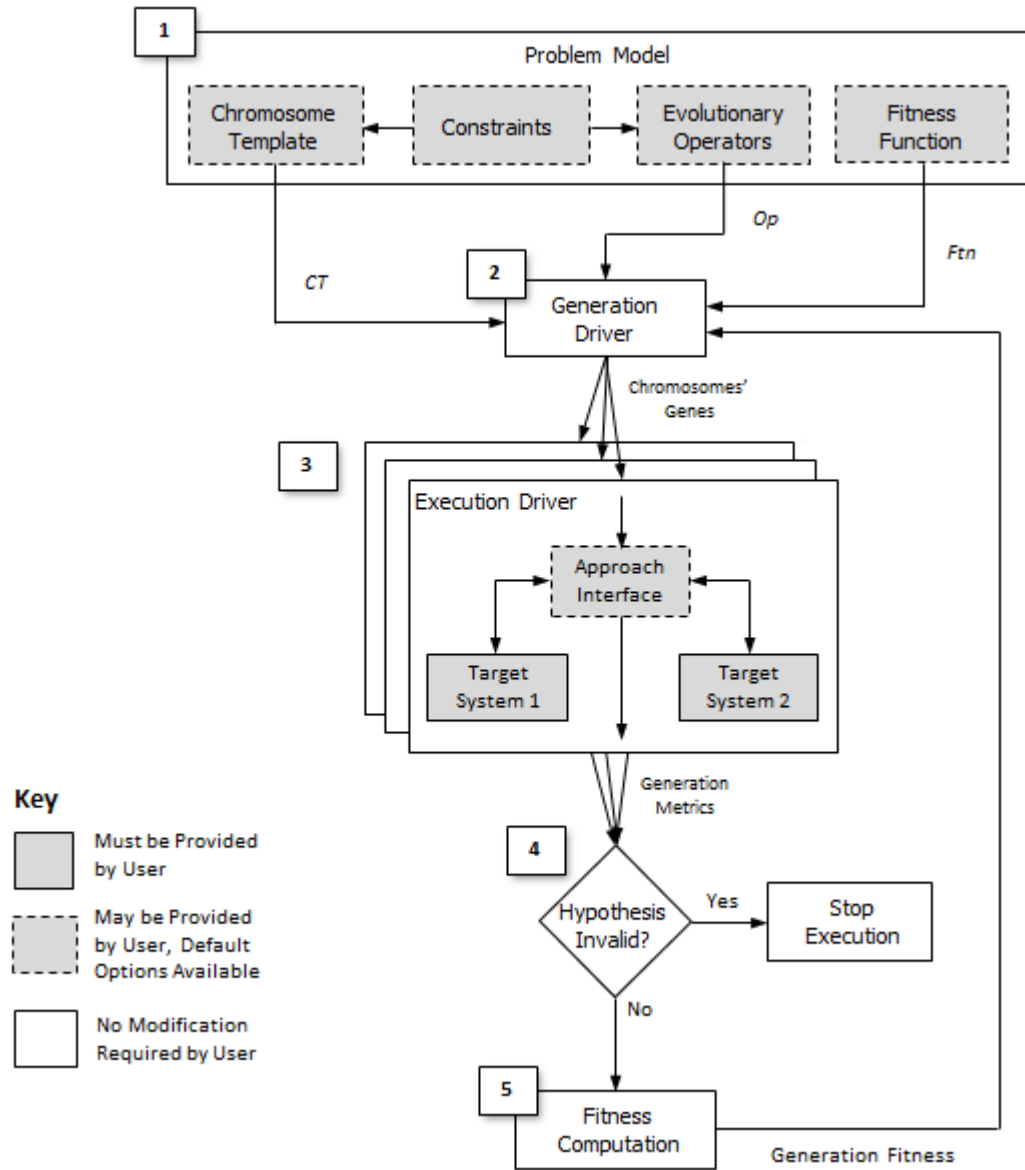 1
Problem Model
Chromosome
Template
Constraints
Evolutionary
Operators
Fitness
Function
Op
Ftn
CT
2
Generation
Driver
Chromosomes'
Genes
3
Execution Driver
Approach
Interface
Target
System 1
Target
System 2
Generation
Metrics
Key
Must be Provided
by User
May be Provided
by User, Default
Options Available
No Modification
Required by User
4
Hypothesis
Invalid?
Yes
Stop
Execution
No
5
Fitness
Computation
Generation Fitness